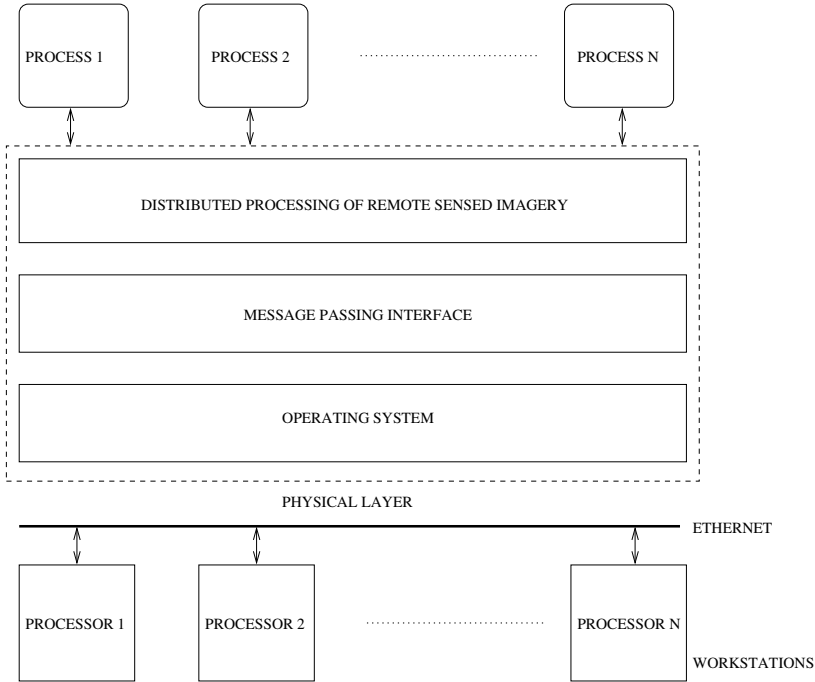 PROCESS 1
PROCESS 2
PROCESS N
DISTRIBUTED PROCESSING OF REMOTE SENSED IMAGERY
MESSAGE PASSING INTERFACE
OPERATING SYSTEM
PHYSICAL LAYER
ETHERNET
PROCESSOR 1
PROCESSOR 2
PROCESSOR N
WORKSTATIONS